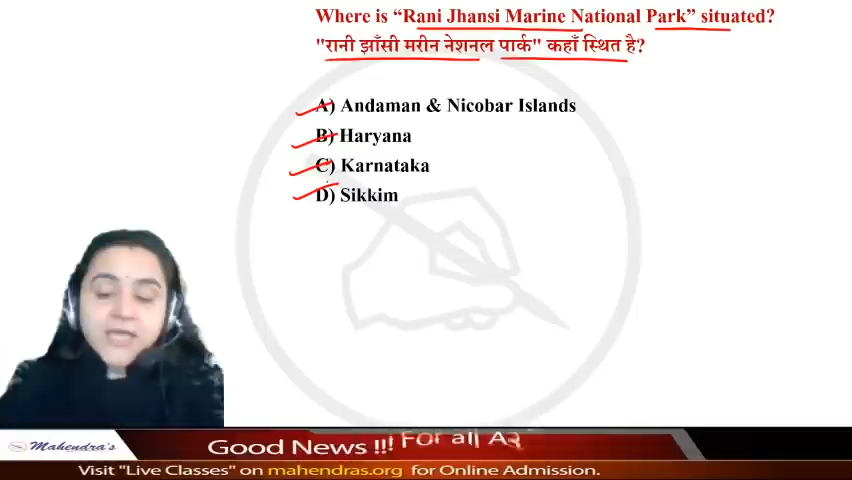 Where is “Rani Jhansi Marine National Park” situated?
"रानी झाँसी मरीन नेशनल पार्क" कहाँ स्थित है?
A) Andaman & Nicobar Islands
B) Haryana
C) Karnataka
D) Sikkim
Mahendra's
Good News !!! For all
Visit "Live Classes" on mahendras.org for Online Admission.